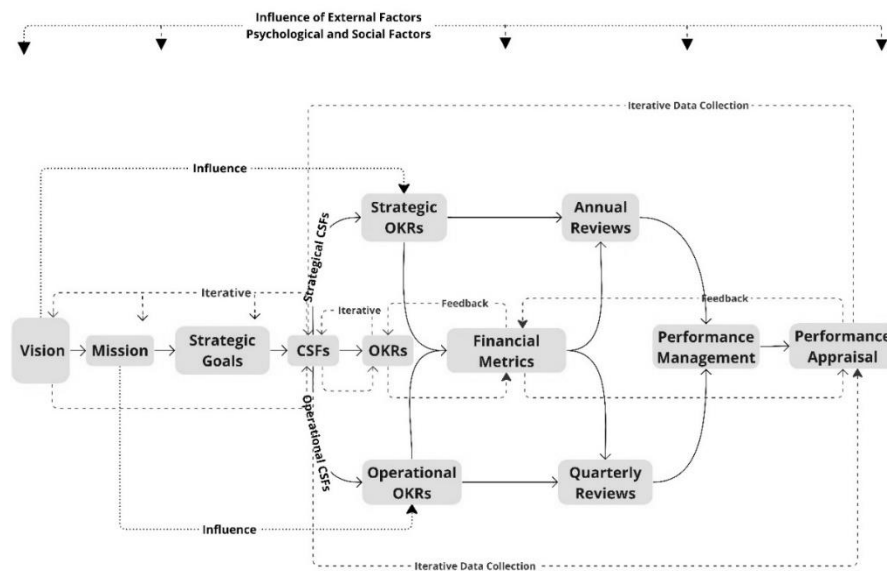 Influence of External Factors
Psychological and Social Factors
Iterative Data Collection
Influence
Strategic
OKRs
Annual
Reviews
Strategical CSFs
Iterative
Iterative
Feedback
Feedback
Vision
Mission
Strategic
Goals
CSFs
OKRs
Financial
Metrics
Performance
Management
Performance
Appraisal
Operational CSFs
Operational
OKRs
Quarterly
Reviews
Influence
Iterative Data Collection